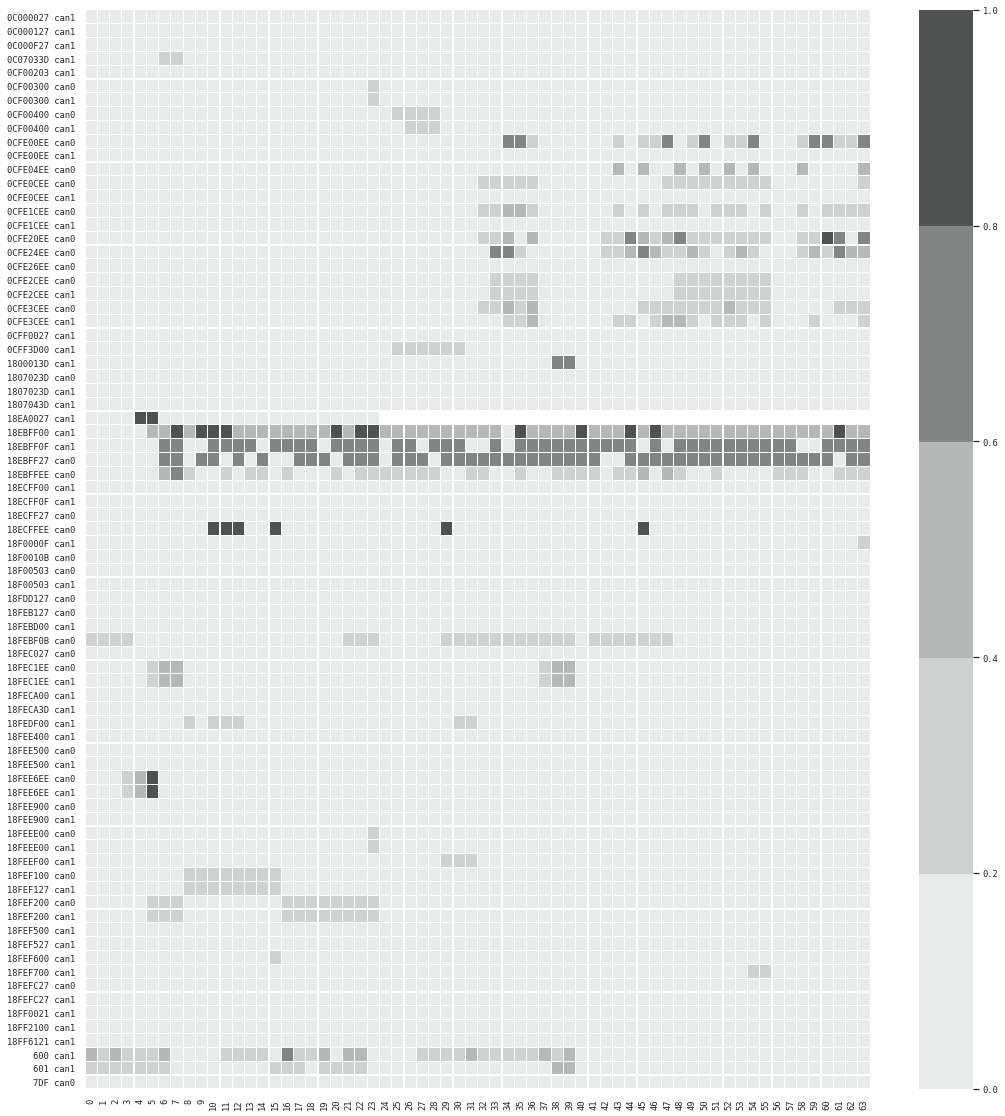 0C000027 can1
0C000127 can1
0C000F27 can1
0C07033D can1
0CF00203 can1
0CF00300 can0
0CF00300 can1
0CF00400 can0
0CF00400 can1
0CFE00EE can0
0CFE00EE can1
0CFE04EE can0
0CFE0CEE can0
0CFE0CEE can1
0CFE1CEE can0
0CFE1CEE can1
0CFE20EE can0
0CFE24EE can0
0CFE26EE can0
0CFE2CEE can0
0CFE2CEE can1
0CFE3CEE can0
0CFE3CEE can1
0CFF0027 can1
0CFF3D00 can1
1800013D can1
1807023D can0
1807023D can1
1807043D can1
18EA0027 can1
18EBFF00 can1
18EBFF0F can1
18EBFF27 can0
18EBFFEE can0
18ECFF00 can1
18ECFF0F can1
18ECFF27 can0
18ECFFEE can0
18F0000F can1
18F0010B can0
18F00503 can0
18F00503 can1
18FDD127 can0
18FEB127 can0
18FEBD00 can1
18FEBF0B can0
18FEC027 can0
18FEC1EE can0
18FEC1EE can1
18FECA00 can1
18FECA3D can1
18FEDF00 can1
18FEE400 can1
18FEE500 can0
18FEE500 can1
18FEE6EE can0
18FEE6EE can1
18FEE900 can0
18FEE900 can1
18FEEE00 can0
18FEEE00 can1
18FEEF00 can1
18FEF100 can0
18FEF127 can1
18FEF200 can0
18FEF200 can1
18FEF500 can1
18FEF527 can1
18FEF600 can1
18FEF700 can1
18FEFC27 can0
18FEFC27 can1
18FF0021 can1
18FF2100 can1
18FF6121 can1
600 can1
601 can1
7DF can0
0 1 2 3 4 5 6 7 8 9 10 11 12 13 14 15 16 17 18 19 20 21 22 23 24 25 26 27 28 29 30 31 32 33 34 35 36 37 38 39 40 41 42 43 44 45 46 47 48 49 50 51 52 53 54 55 56 57 58 59 60 61 62 63
1.0
0.8
0.6
0.4
0.2
0.0